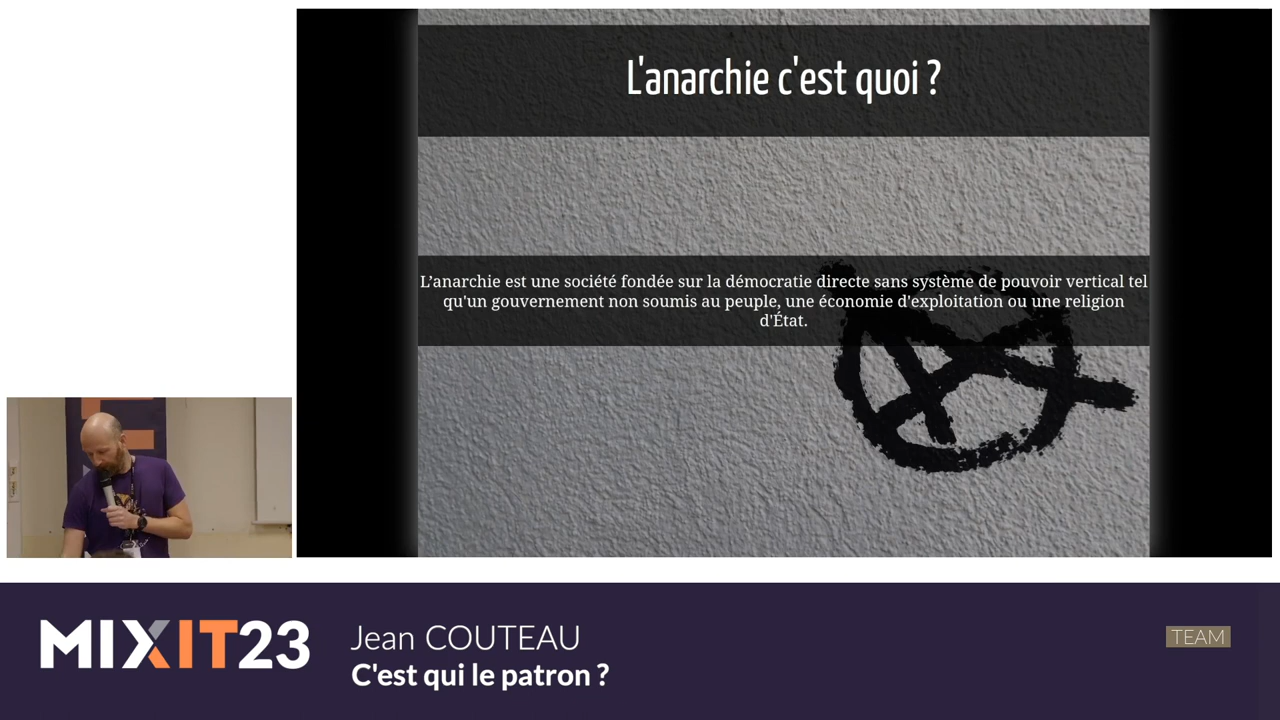 L'anarchie c'est quoi ?
L’anarchie est une société fondée sur la démocratie directe sans système de pouvoir vertical tel
qu'un gouvernement non soumis au peuple, une économie d'exploitation ou une religion
d'État.
MIXIT23
Jean COUTEAU
C'est qui le patron ?
TEAM